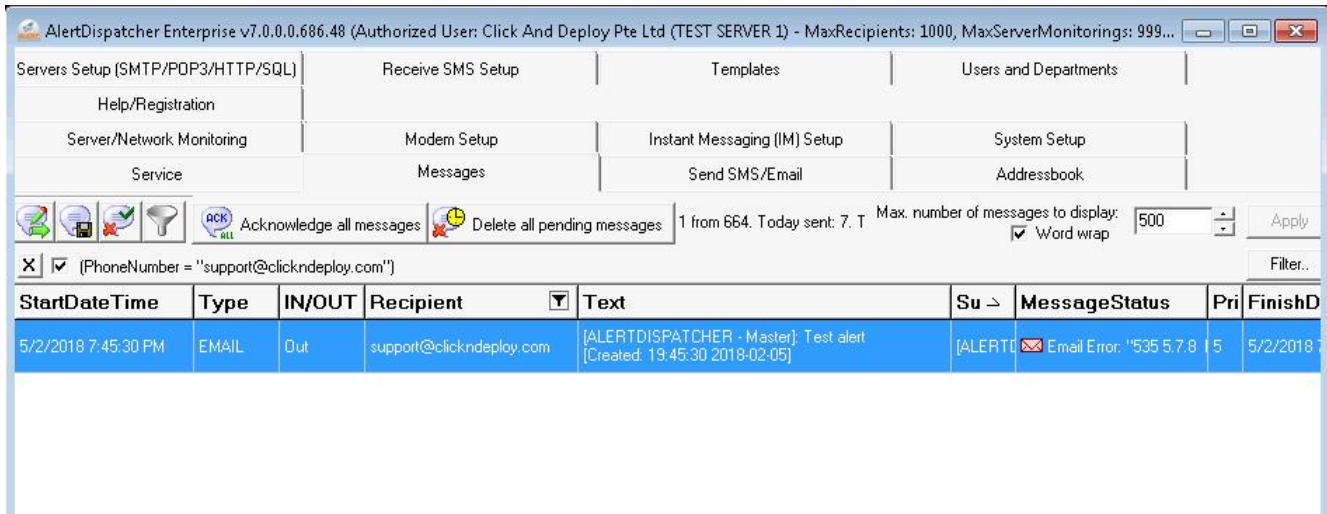 AlertDispatcher Enterprise v7.0.0.0.686.48 (Authorized User: Click And Deploy Pte Ltd (TEST SERVER 1) - MaxRecipients: 1000, MaxServerMonitorings: 999...
Servers Setup (SMTP/POP3/HTTP/SQL) Receive SMS Setup Templates Users and Departments
Help/Registration
Server/Network Monitoring Modem Setup Instant Messaging (IM) Setup System Setup
Service Messages Send SMS/Email Addressbook
ACK ALL Acknowledge all messages Delete all pending messages 1 from 664. Today sent: 7. T Max. number of messages to display: 500 Apply
Word wrap
X (PhoneNumber = "support@clickndeploy.com") Filter..
StartDateTime Type IN/OUT Recipient Text Su MessageStatus Pri FinishD
5/2/2018 7:45:30 PM EMAIL Out support@clickndeploy.com [ALERTDISPATCHER - Master]: Test alert [ALERTD Email Error: "535 5.7.8 5 5/2/2018 7
[Created: 19:45:30 2018-02-05]